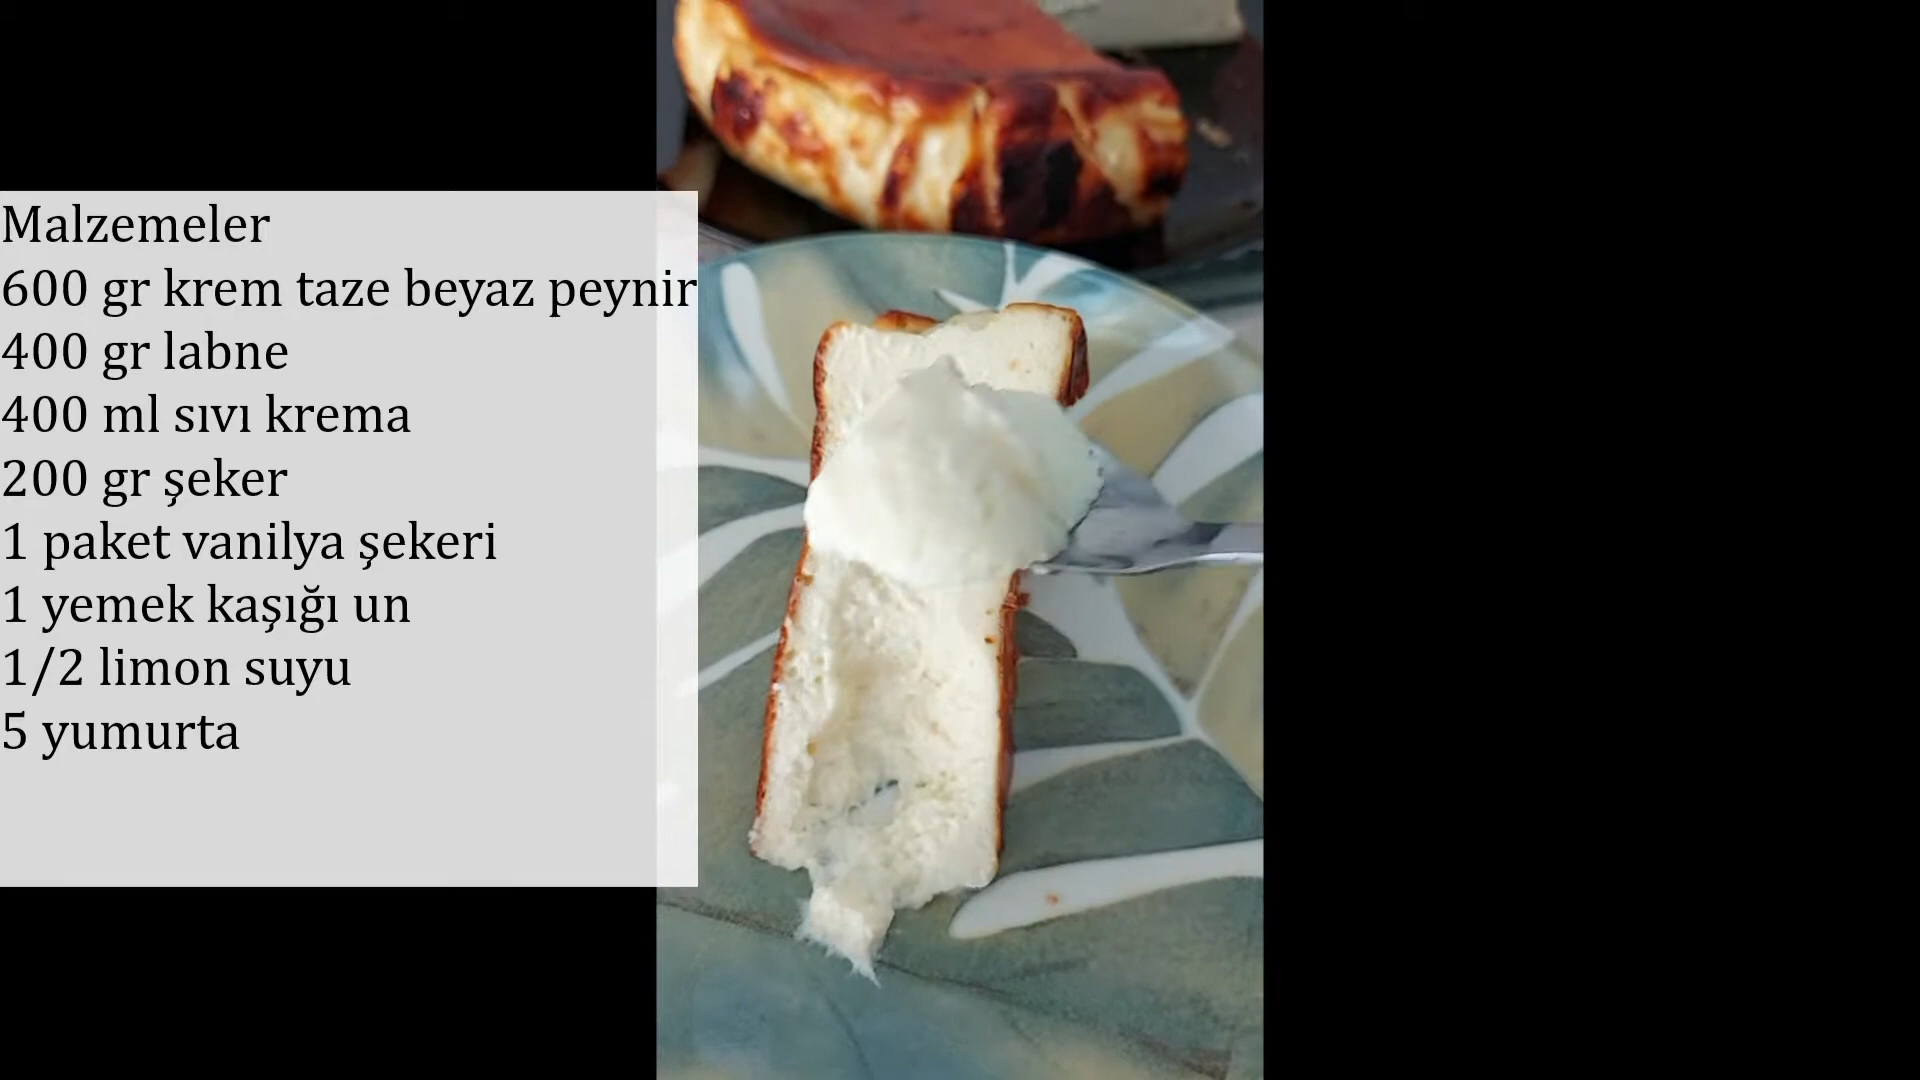 Malzemeler
600 gr krem taze beyaz peynir
400 gr labne
400 ml sıvı krema
200 gr şeker
1 paket vanilya şekeri
1 yemek kaşığı un
1/2 limon suyu
5 yumurta